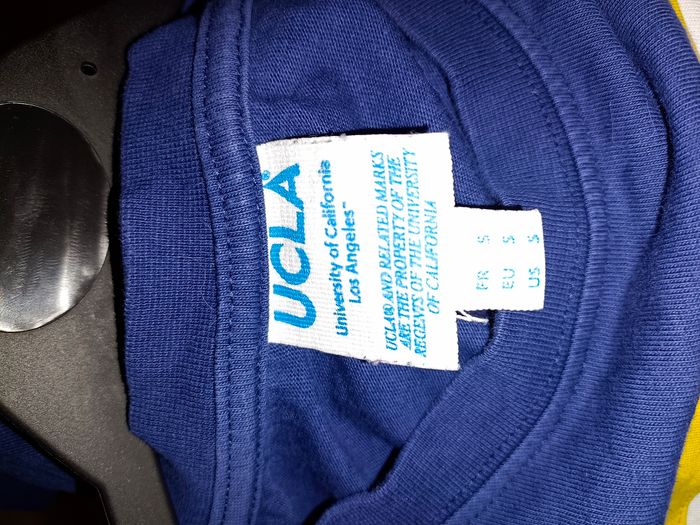 UCLA®
University of California
Los Angeles™
UCLA® AND RELATED MARKS
ARE THE PROPERTY OF THE
REGENTS OF THE UNIVERSITY
OF CALIFORNIA
FR S
EU S
US S